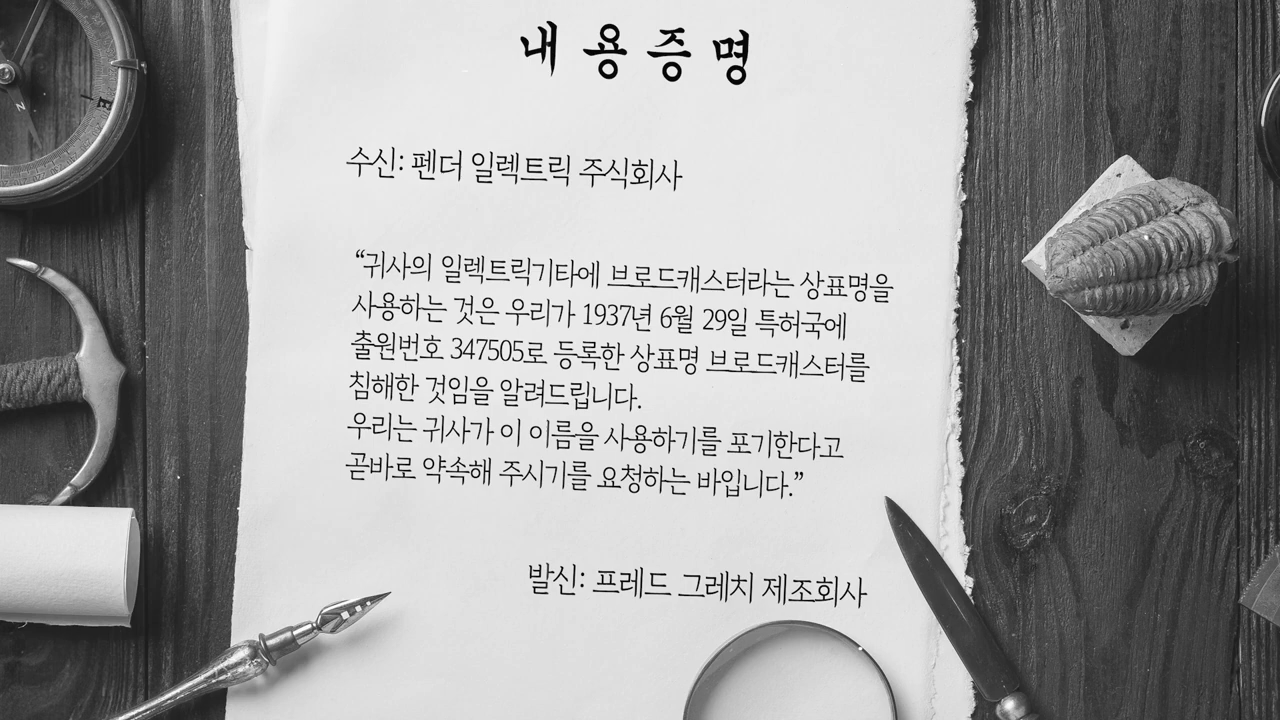 내용증명
수신: 펜더 일렉트릭 주식회사
“귀사의 일렉트릭기타에 브로드캐스터라는 상표명을
사용하는 것은 우리가 1937년 6월 29일 특허국에
출원번호 347505로 등록한 상표명 브로드캐스터를
침해한 것임을 알려드립니다.
우리는 귀사가 이 이름을 사용하기를 포기한다고
곧바로 약속해 주시기를 요청하는 바입니다.”
발신: 프레드 그레치 제조회사
E
N